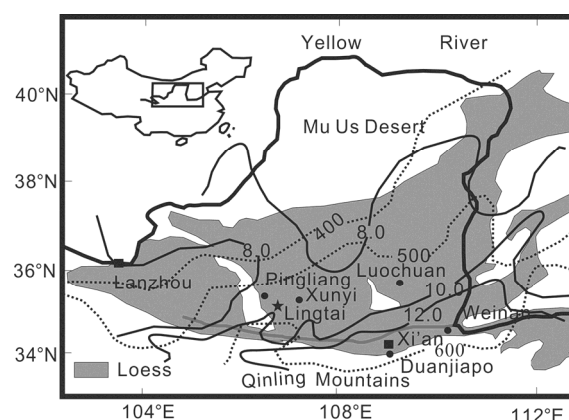 Yellow River
40°N
Mu Us Desert
38°N
400
8.0
8.0
500
36°N
Luochuan
Pingliang
Lanzhou
10.0
Xunyi
Lingtai
12.0
Weinan
Xi'an
600
34°N
Loess
Duanjiapo
Qinling Mountains
104°E 108°E 112°E